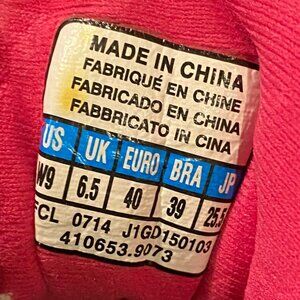 MADE IN CHINA
FABRIQUÉ EN CHINE
FABRICADO EN CHINA
FABBRICATO IN CINA
US UK EURO BRA JP
W9 6.5 40 39 25.5
FCL 0714 J1GD150103
410653.9073